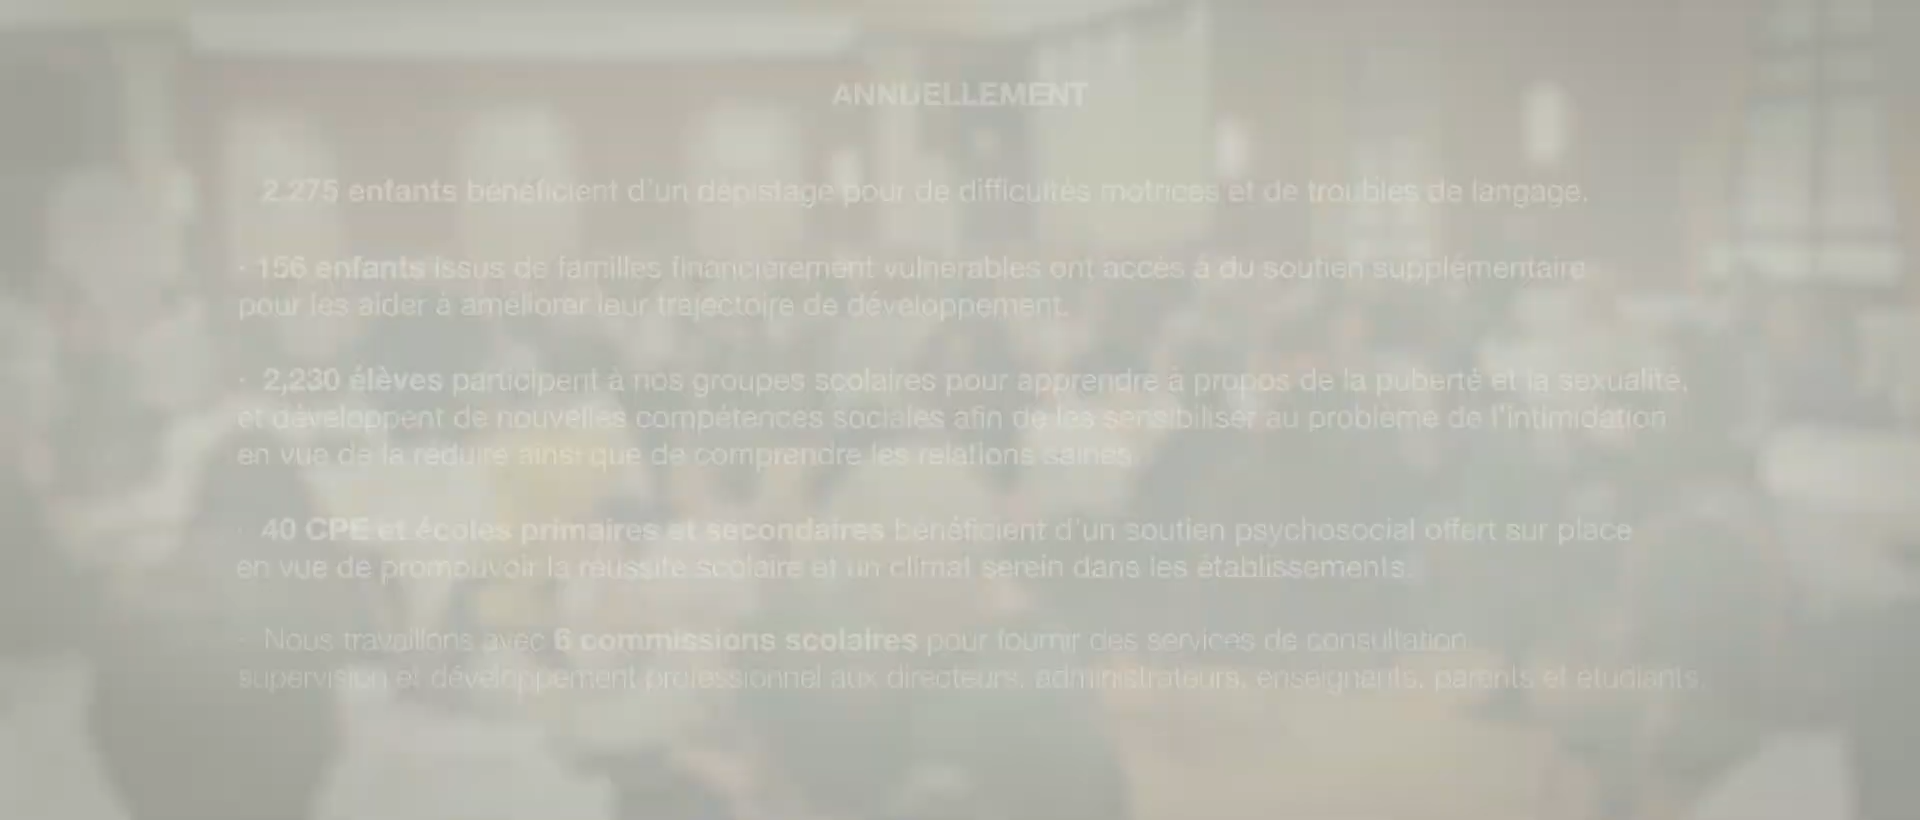 ANNUELLEMENT
· 2,275 enfants bénéficient d'un dépistage pour de difficultés motrices et de troubles de langage.
· 156 enfants issus de familles financièrement vulnérables ont accès à du soutien supplémentaire
pour les aider à améliorer leur trajectoire de développement.
· 2,230 élèves participent à nos groupes scolaires pour apprendre à propos de la puberté et la sexualité,
et développent de nouvelles compétences sociales afin de les sensibiliser au problème de l'intimidation
en vue de la réduire ainsi que de comprendre les relations saines.
· 40 CPE et écoles primaires et secondaires bénéficient d'un soutien psychosocial offert sur place
en vue de promouvoir la réussite scolaire et un climat serein dans les établissements.
· Nous travaillons avec 6 commissions scolaires pour fournir des services de consultation,
supervision et développement professionnel aux directeurs, administrateurs, enseignants, parents et étudiants.